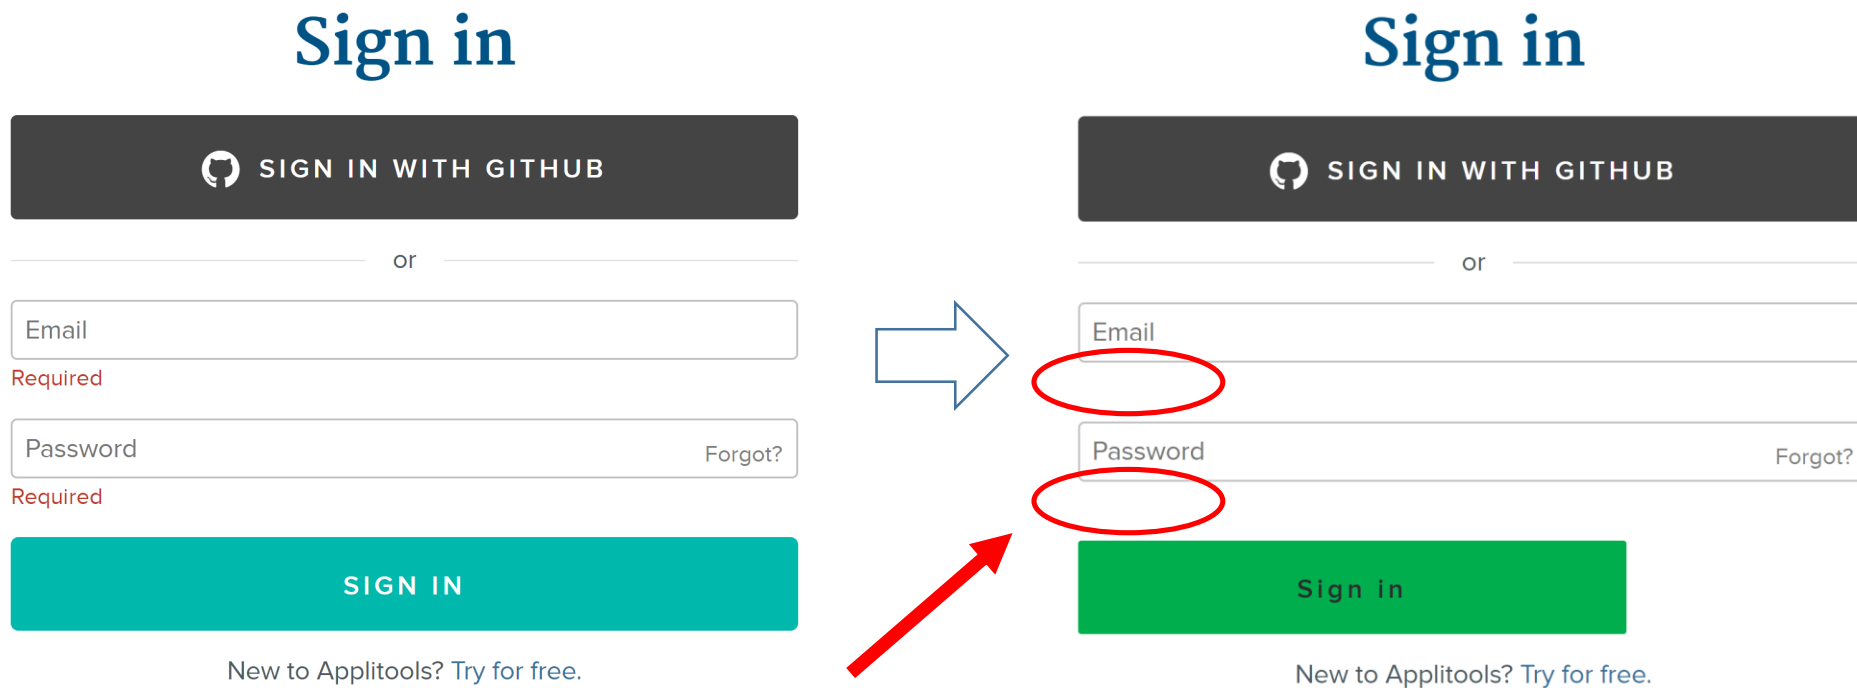 Sign in
SIGN IN WITH GITHUB
or
Email
Required
Password
Forgot?
Required
SIGN IN
New to Applitools? Try for free.
Sign in
SIGN IN WITH GITHUB
or
Email
Password
Forgot?
Sign in
New to Applitools? Try for free.